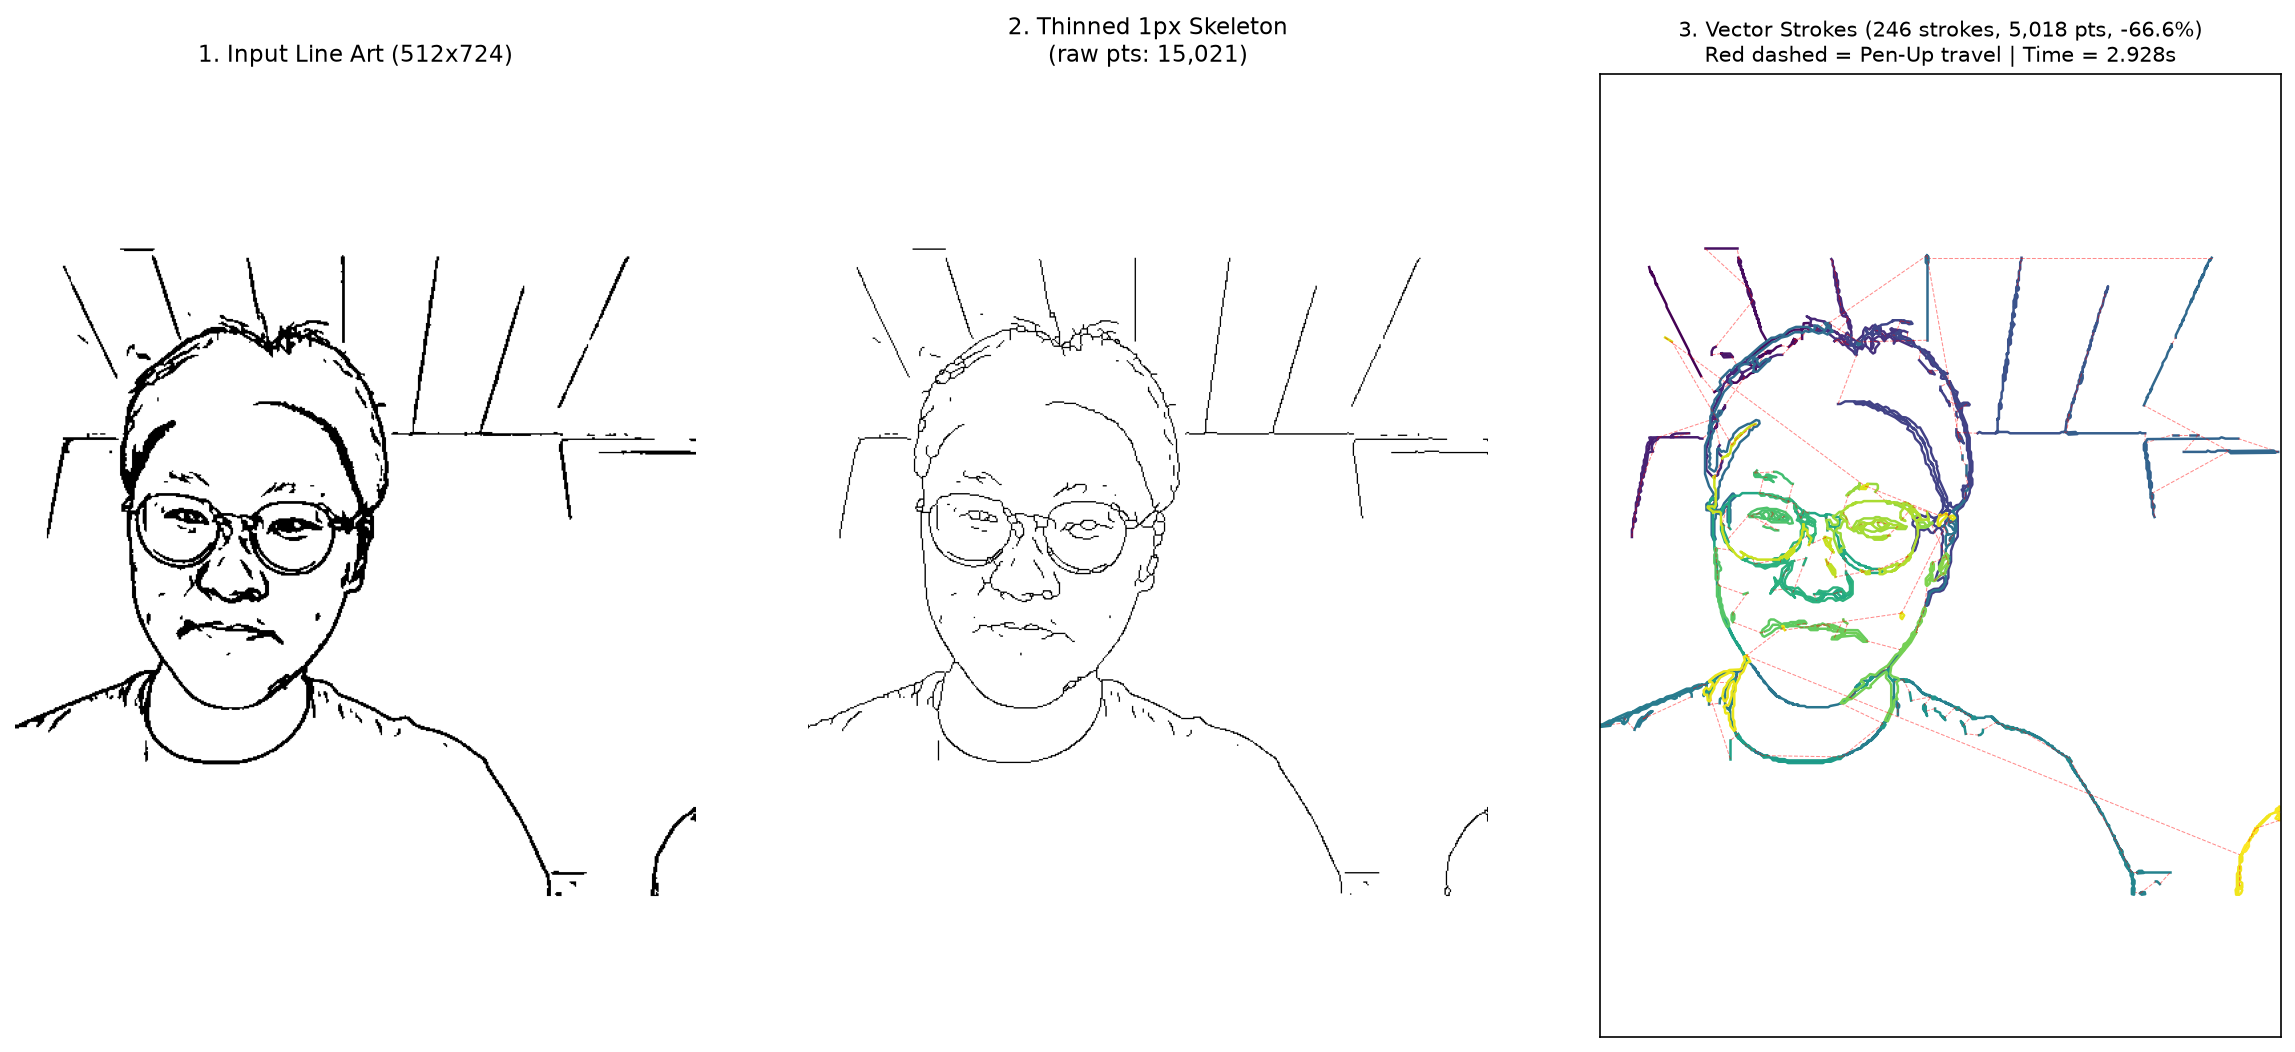 1. Input Line Art (512x724)
2. Thinned 1px Skeleton
(raw pts: 15,021)
3. Vector Strokes (246 strokes, 5,018 pts, -66.6%)
Red dashed = Pen-Up travel | Time = 2.928s